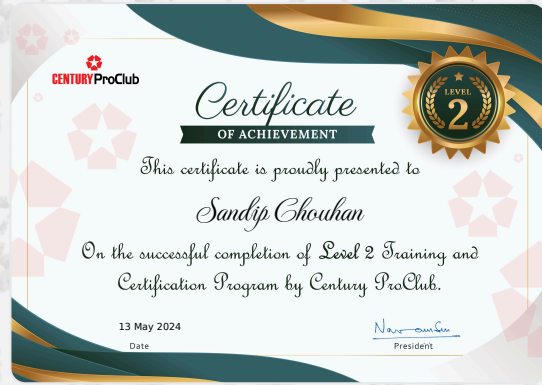 CENTURY ProClub
Certificate
OF ACHIEVEMENT
LEVEL
2
This certificate is proudly presented to
Sandip Chouhan
On the successful completion of Level 2 Training and
Certification Program by Century ProClub.
13 May 2024
Date
President